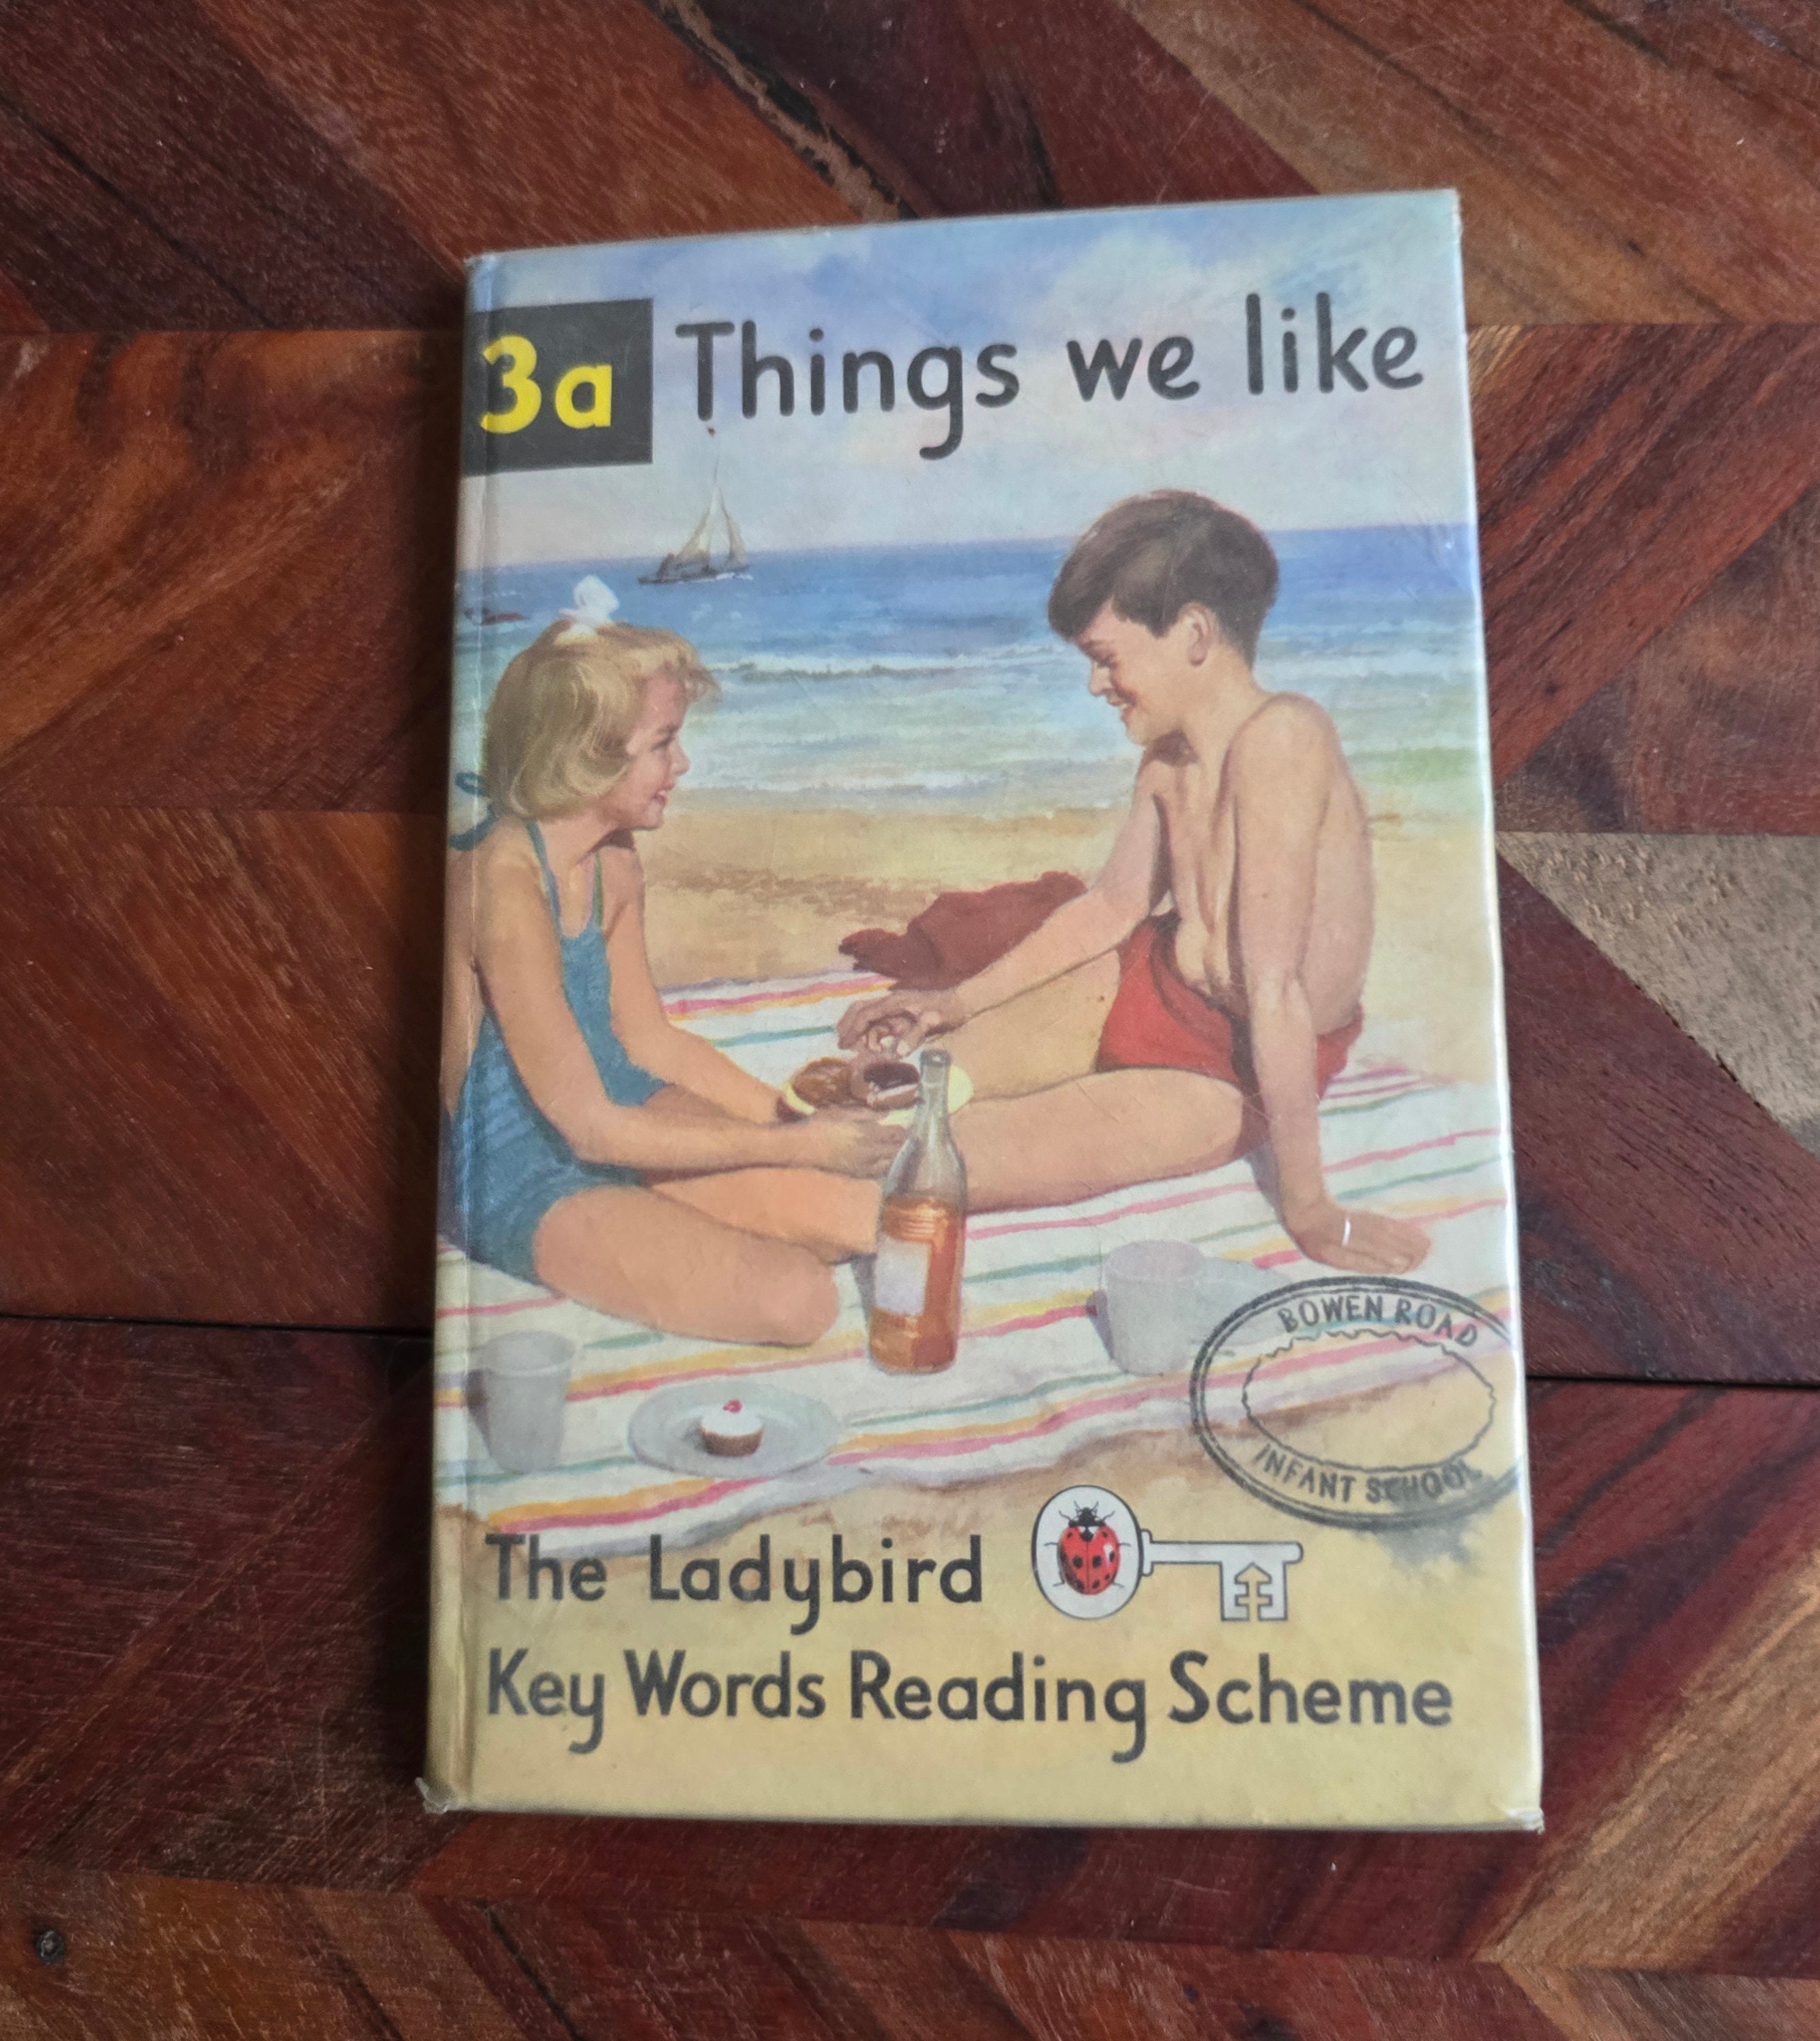 3a Things we like
BOWEN ROAD
INFANT SCHOOL
The Ladybird
Key Words Reading Scheme